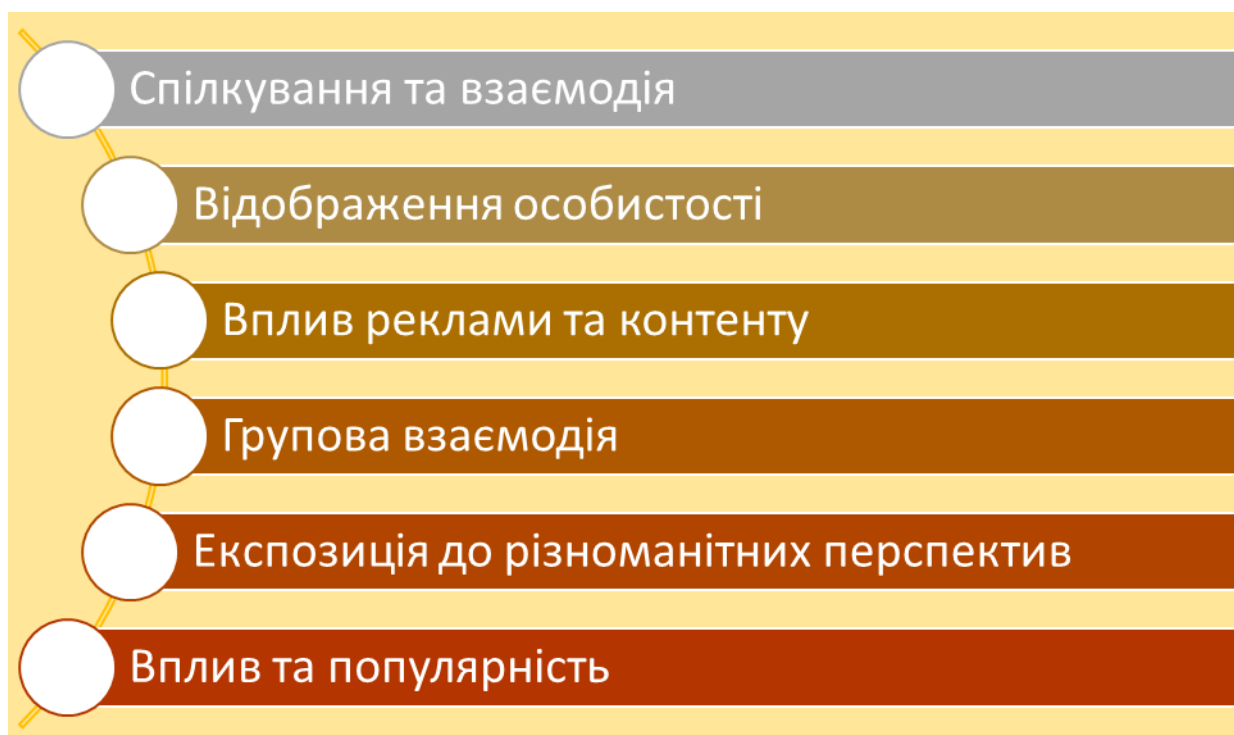 Спілкування та взаємодія
Відображення особистості
Вплив реклами та контенту
Групова взаємодія
Експозиція до різноманітних перспектив
Вплив та популярність